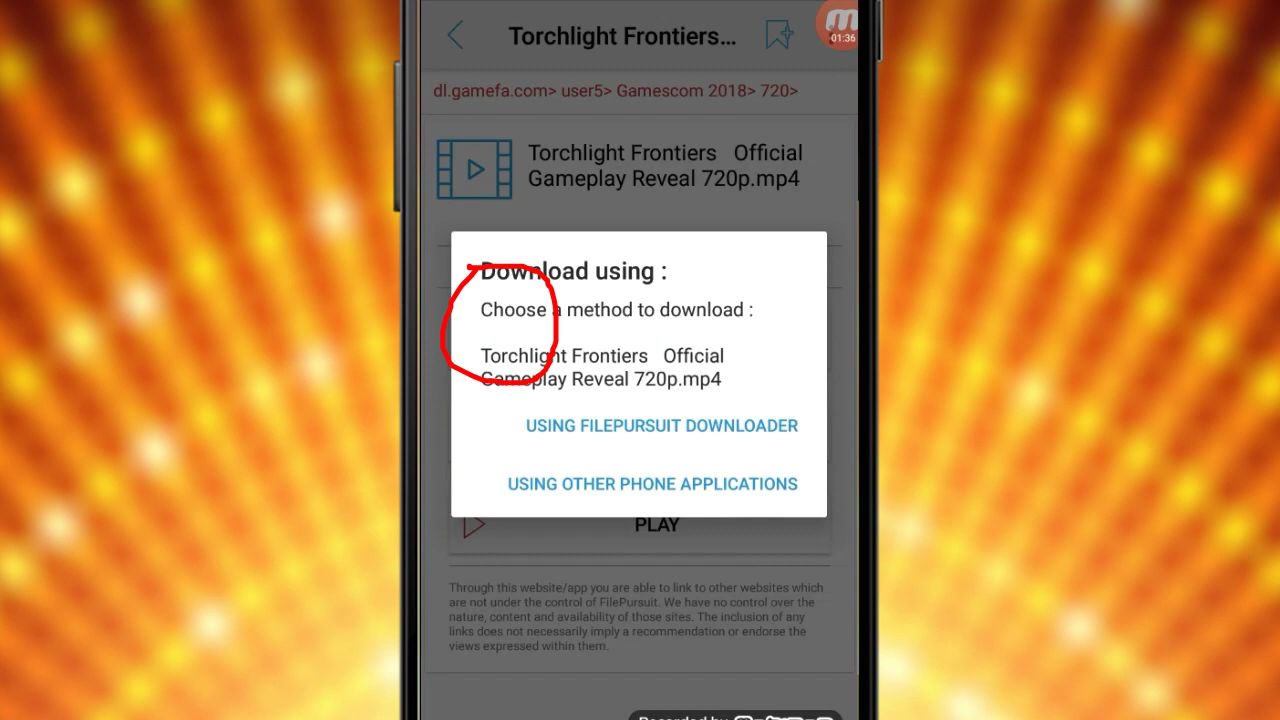 Torchlight Frontiers...
01:36
dl.gamefa.com> user5> Gamescom 2018> 720>
Torchlight Frontiers Official
Gameplay Reveal 720p.mp4
Download using :
Choose a method to download :
Torchlight Frontiers Official
Gameplay Reveal 720p.mp4
USING FILEPURSUIT DOWNLOADER
USING OTHER PHONE APPLICATIONS
PLAY
Through this website/app you are able to link to other websites which
are not under the control of FilePursuit. We have no control over the
nature, content and availability of those sites. The inclusion of any
links does not necessarily imply a recommendation or endorse the
views expressed within them.
Recorded by